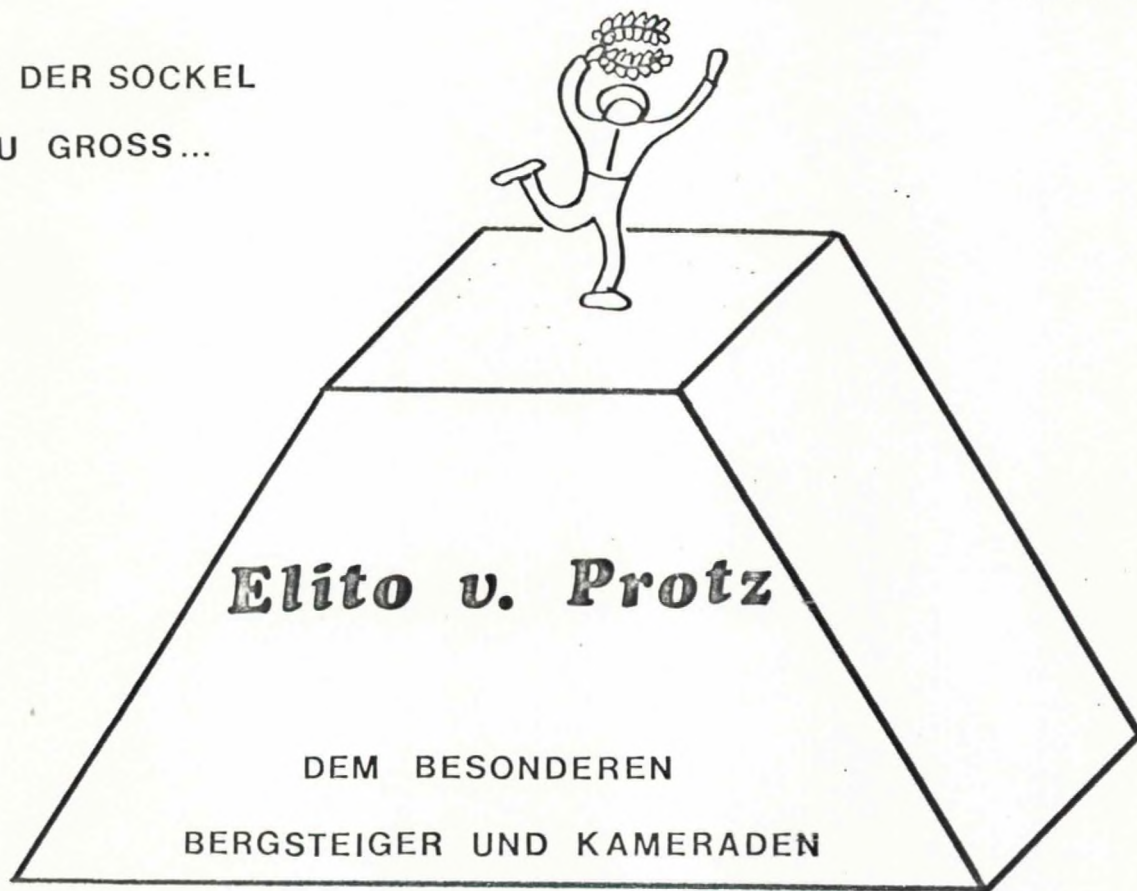 DER SOCKEL
U GROSS...
Elito v. Protz
DEM BESONDEREN
BERGSTEIGER UND KAMERADEN